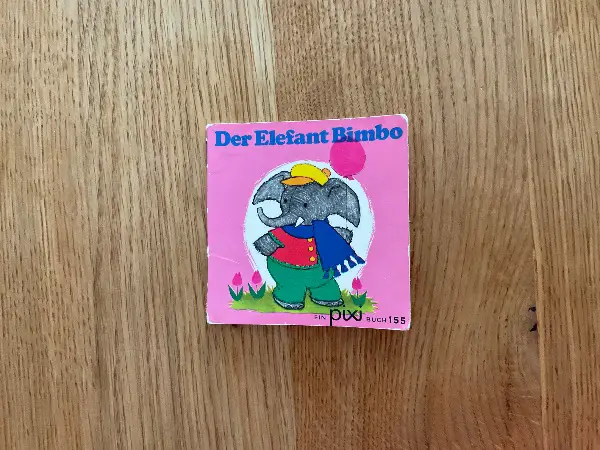 Der Elefant Bimbo
EIN pixi BUCH 155